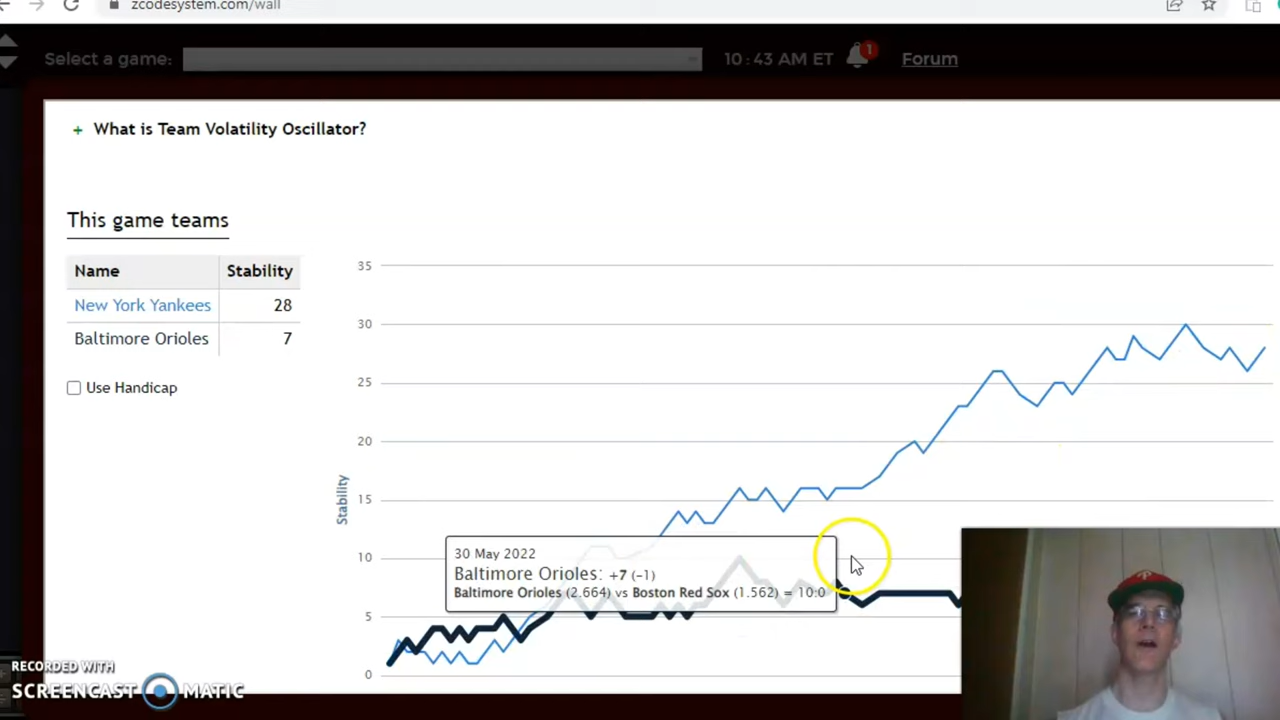 zcodesystem.com/wall
Select a game:
10:43 AM ET
1
Forum
+ What is Team Volatility Oscillator?
This game teams
Name Stability
New York Yankees 28
Baltimore Orioles 7
Use Handicap
35
30
25
20
15
10
5
0
Stability
30 May 2022
Baltimore Orioles: +7 (-1)
Baltimore Orioles (2.664) vs Boston Red Sox (1.562) = 10:0
RECORDED WITH
SCREENCAST MATIC